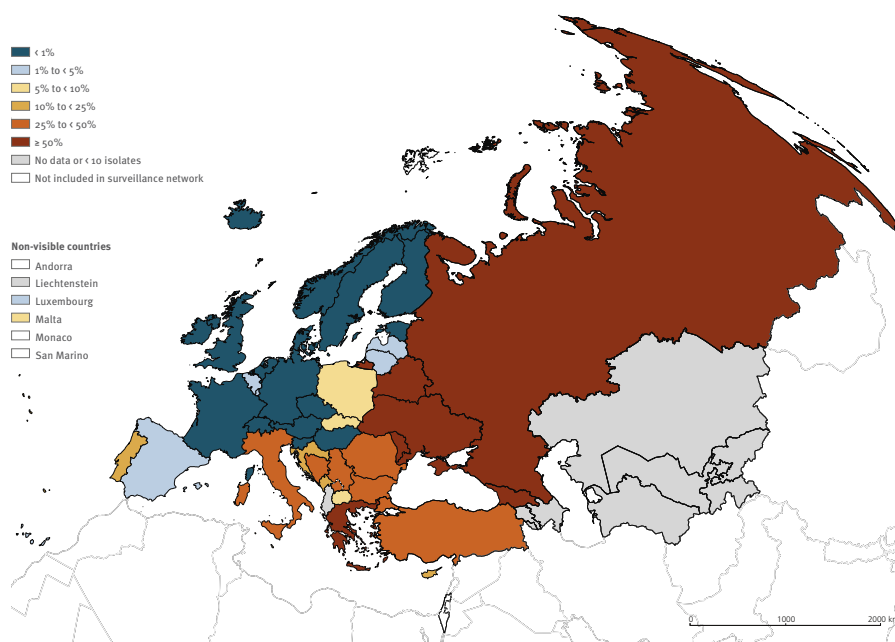 < 1%
1% to < 5%
5% to < 10%
10% to < 25%
25% to < 50%
≥ 50%
No data or < 10 isolates
Not included in surveillance network
Non-visible countries
Andorra
Liechtenstein
Luxembourg
Malta
Monaco
San Marino
0 1000 2000 k